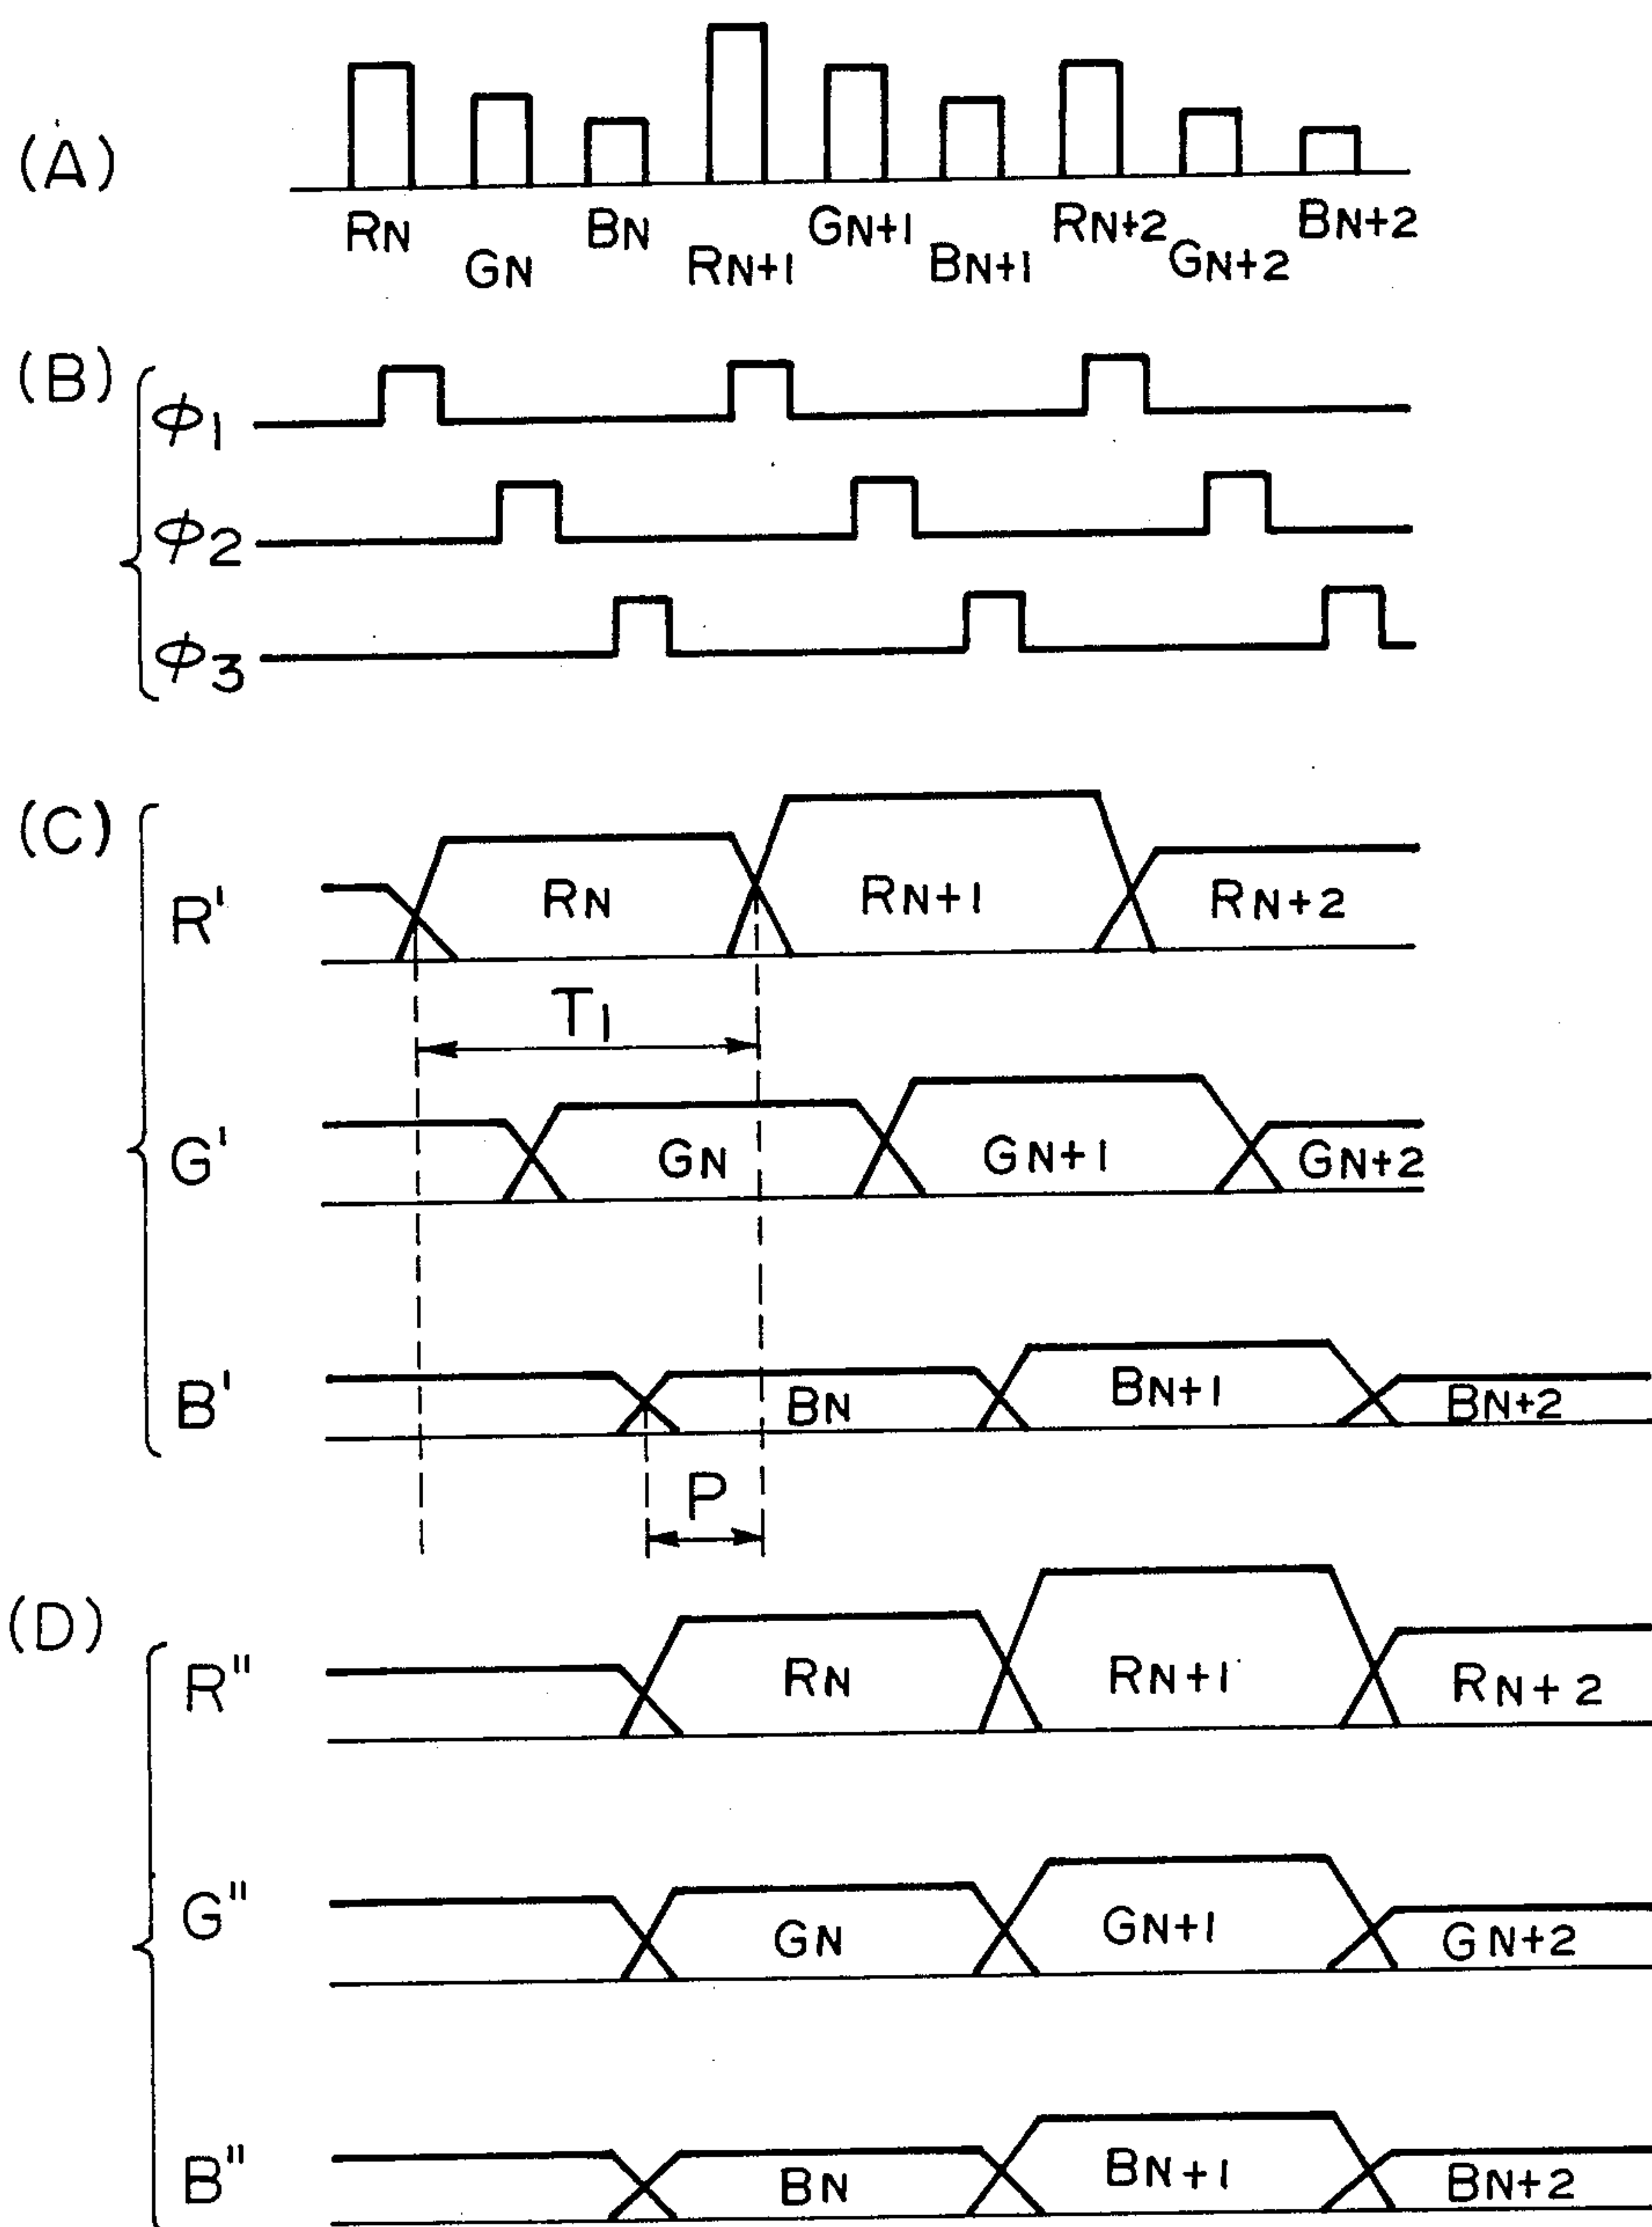 (A)
RN GN BN RN+1 GN+1 BN+1 RN+2 GN+2 BN+2
(B)
ϕ1
ϕ2
ϕ3
(C)
R' RN RN+1 RN+2
T1
G' GN GN+1 GN+2
B' BN BN+1 BN+2
P
(D)
R" RN RN+1 RN+2
G" GN GN+1 GN+2
B" BN BN+1 BN+2